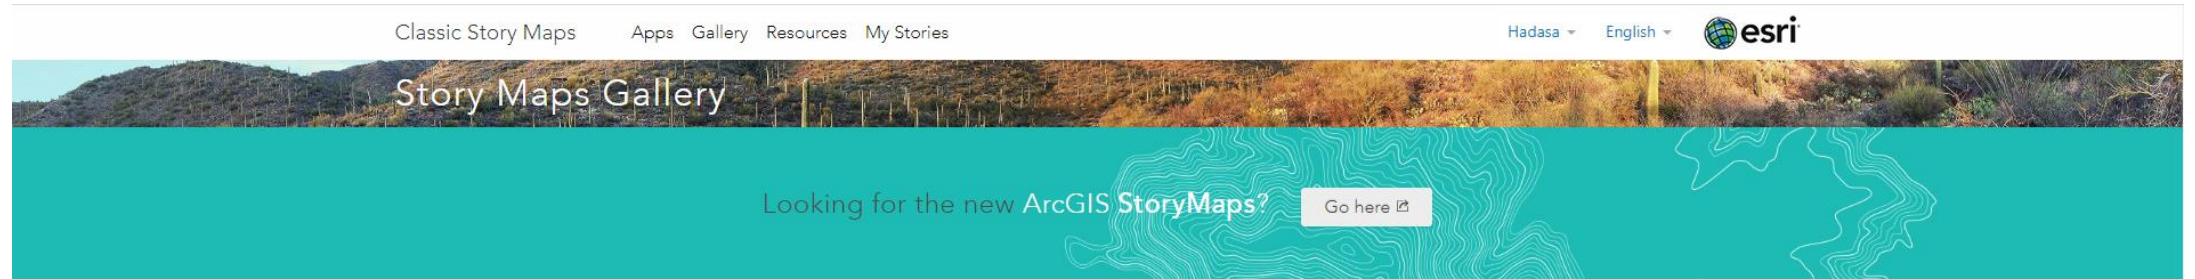 Classic Story Maps Apps Gallery Resources My Stories Hadasa English esri
Story Maps Gallery
Looking for the new ArcGIS StoryMaps? Go here